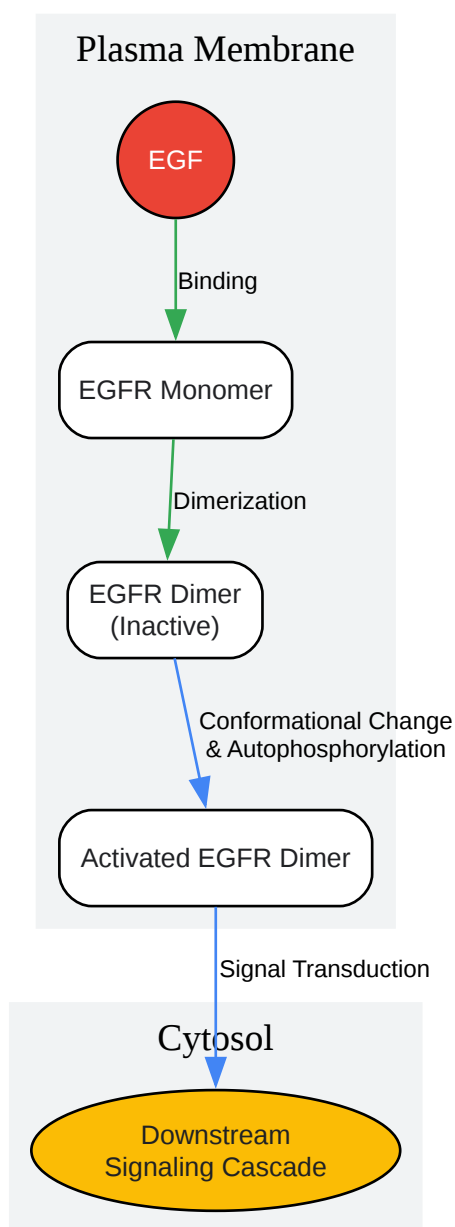 Plasma Membrane
EGF
Binding
EGFR Monomer
Dimerization
EGFR Dimer
(Inactive)
Conformational Change
& Autophosphorylation
Activated EGFR Dimer
Signal Transduction
Cytosol
Downstream
Signaling Cascade